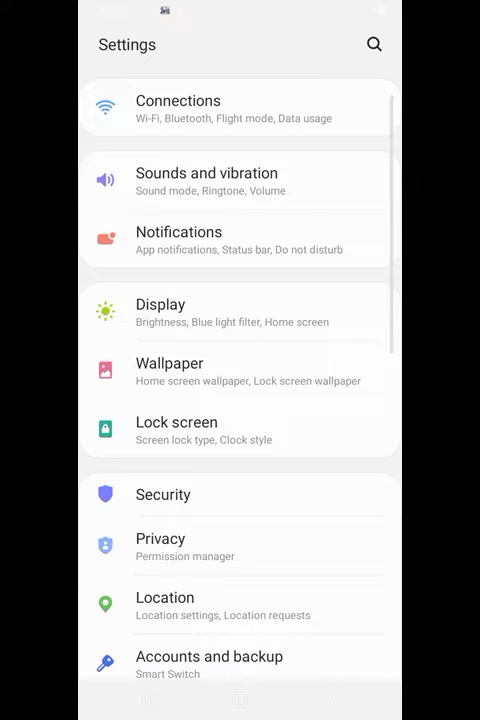 Settings
Connections
Wi-Fi, Bluetooth, Flight mode, Data usage
Sounds and vibration
Sound mode, Ringtone, Volume
Notifications
App notifications, Status bar, Do not disturb
Display
Brightness, Blue light filter, Home screen
Wallpaper
Home screen wallpaper, Lock screen wallpaper
Lock screen
Screen lock type, Clock style
Security
Privacy
Permission manager
Location
Location settings, Location requests
Accounts and backup
Smart Switch